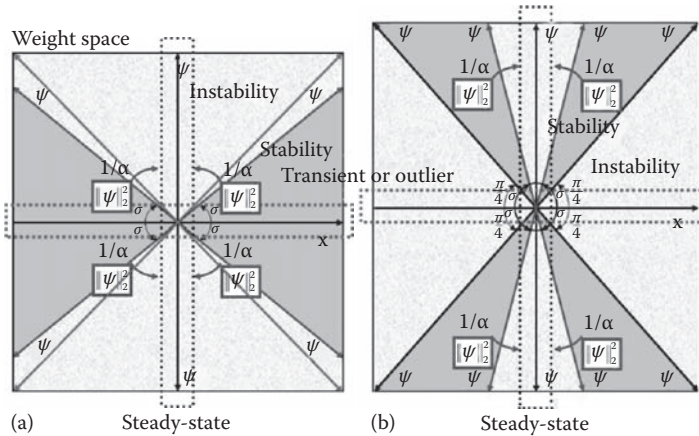 Weight space
ψ
ψ
ψ
Instability
Stability
1/α
‖ψ‖₂²
1/α
‖ψ‖₂²
Transient or outlier
σ
σ
σ
σ
x
1/α
‖ψ‖₂²
1/α
‖ψ‖₂²
ψ
ψ
ψ
(a)
Steady-state
ψ
ψ
ψ
ψ
ψ
1/α
‖ψ‖₂²
1/α
‖ψ‖₂²
Stability
Instability
π/4
σ
σ
π/4
π/4
σ
σ
π/4
x
1/α
‖ψ‖₂²
1/α
‖ψ‖₂²
ψ
ψ
ψ
ψ
(b)
Steady-state